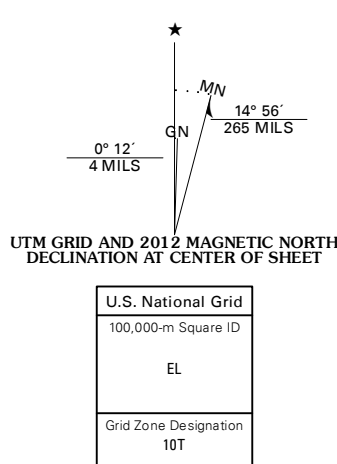 ★
MN
GN
14° 56´
265 MILS
0° 12´
4 MILS
UTM GRID AND 2012 MAGNETIC NORTH
DECLINATION AT CENTER OF SHEET
U.S. National Grid
100,000-m Square ID
EL
Grid Zone Designation
10T